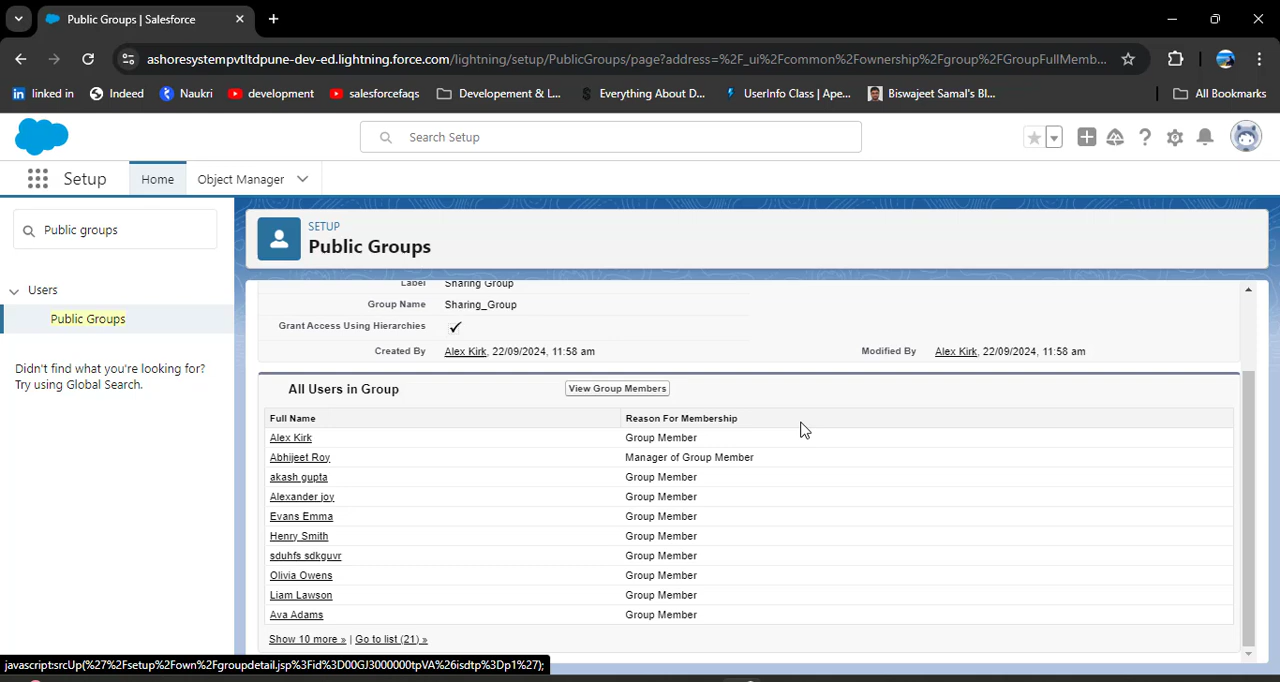 Public Groups | Salesforce
ashoresystempvtltdpune-dev-ed.lightning.force.com/lightning/setup/PublicGroups/page?address=%2F_ui%2Fcommon%2Fownership%2Fgroup%2FGroupFullMemb...
linked in Indeed Naukri development salesforcefaqs Developement & L... Everything About D... UserInfo Class | Ape... Biswajeet Samal's Bl... All Bookmarks
Search Setup
Setup Home Object Manager
Public groups
Users
Public Groups
Didn't find what you're looking for?
Try using Global Search.
SETUP
Public Groups
Label Sharing Group
Group Name Sharing_Group
Grant Access Using Hierarchies ✓
Created By Alex Kirk, 22/09/2024, 11:58 am Modified By Alex Kirk, 22/09/2024, 11:58 am
All Users in Group View Group Members
Full Name Reason For Membership
Alex Kirk Group Member
Abhijeet Roy Manager of Group Member
akash gupta Group Member
Alexander joy Group Member
Evans Emma Group Member
Henry Smith Group Member
sduhfs sdkguvr Group Member
Olivia Owens Group Member
Liam Lawson Group Member
Ava Adams Group Member
Show 10 more » | Go to list (21) »
javascript:srcUp(%27%2Fsetup%2Fown%2Fgroupdetail.jsp%3Fid%3D00GJ3000000tpVA%26isdtp%3Dp1%27);